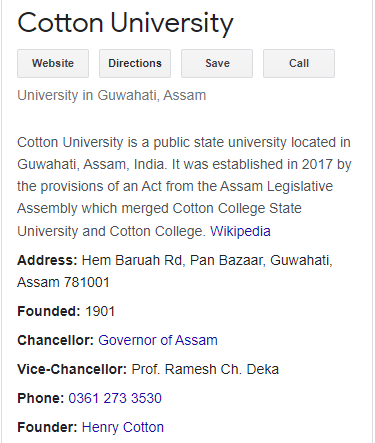 Cotton University
Website Directions Save Call
University in Guwahati, Assam
Cotton University is a public state university located in
Guwahati, Assam, India. It was established in 2017 by
the provisions of an Act from the Assam Legislative
Assembly which merged Cotton College State
University and Cotton College. Wikipedia
Address: Hem Baruah Rd, Pan Bazaar, Guwahati,
Assam 781001
Founded: 1901
Chancellor: Governor of Assam
Vice-Chancellor: Prof. Ramesh Ch. Deka
Phone: 0361 273 3530
Founder: Henry Cotton